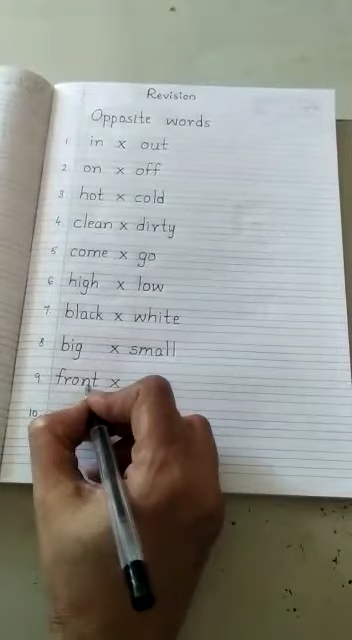 Revision
Opposite words
1 in x out
2. on x off
3 hot x cold
4. clean x dirty
5 come x go
6 high x low
7. black x white
8 big x small
9. front x
10.